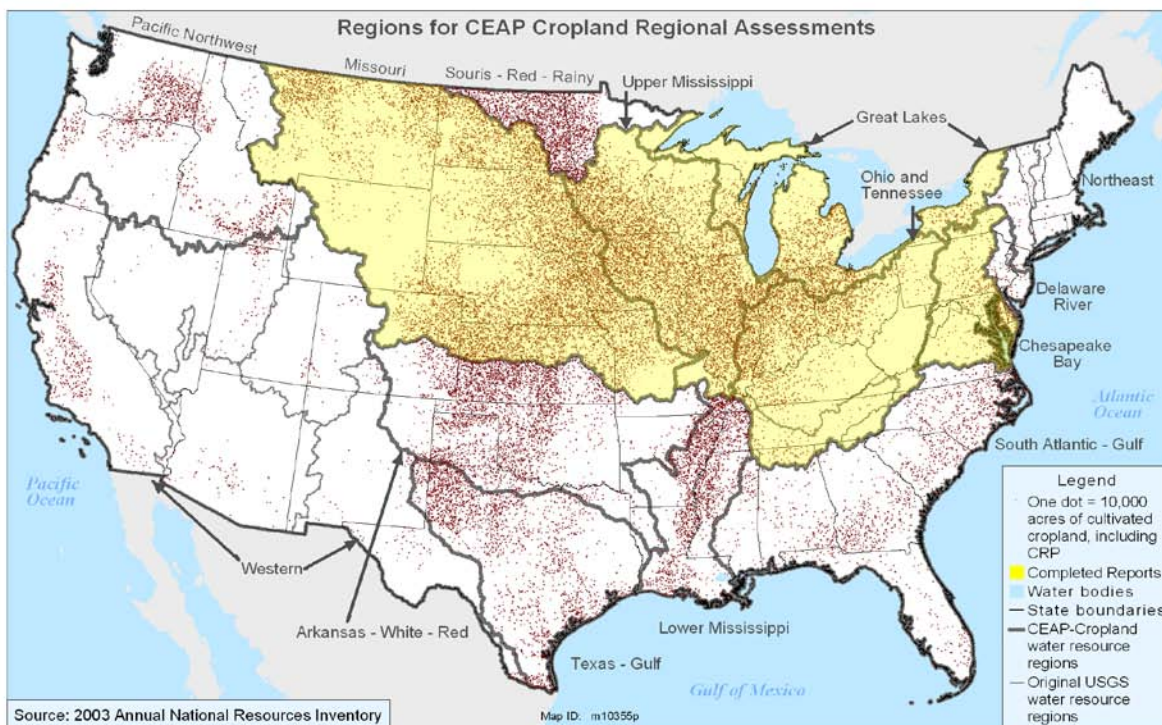 Regions for CEAP Cropland Regional Assessments
Pacific Northwest
Missouri
Souris - Red - Rainy
Upper Mississippi
Great Lakes
Ohio and
Tennessee
Northeast
Delaware
River
Chesapeake
Bay
Atlantic
Ocean
South Atlantic - Gulf
Pacific
Ocean
Western
Arkansas - White - Red
Lower Mississippi
Texas - Gulf
Gulf of Mexico
Legend
One dot = 10,000
acres of cultivated
cropland, including
CRP
Completed Reports
Water bodies
State boundaries
CEAP-Cropland
water resource
regions
Original USGS
water resource
regions
Source: 2003 Annual National Resources Inventory
Map ID: m10355p